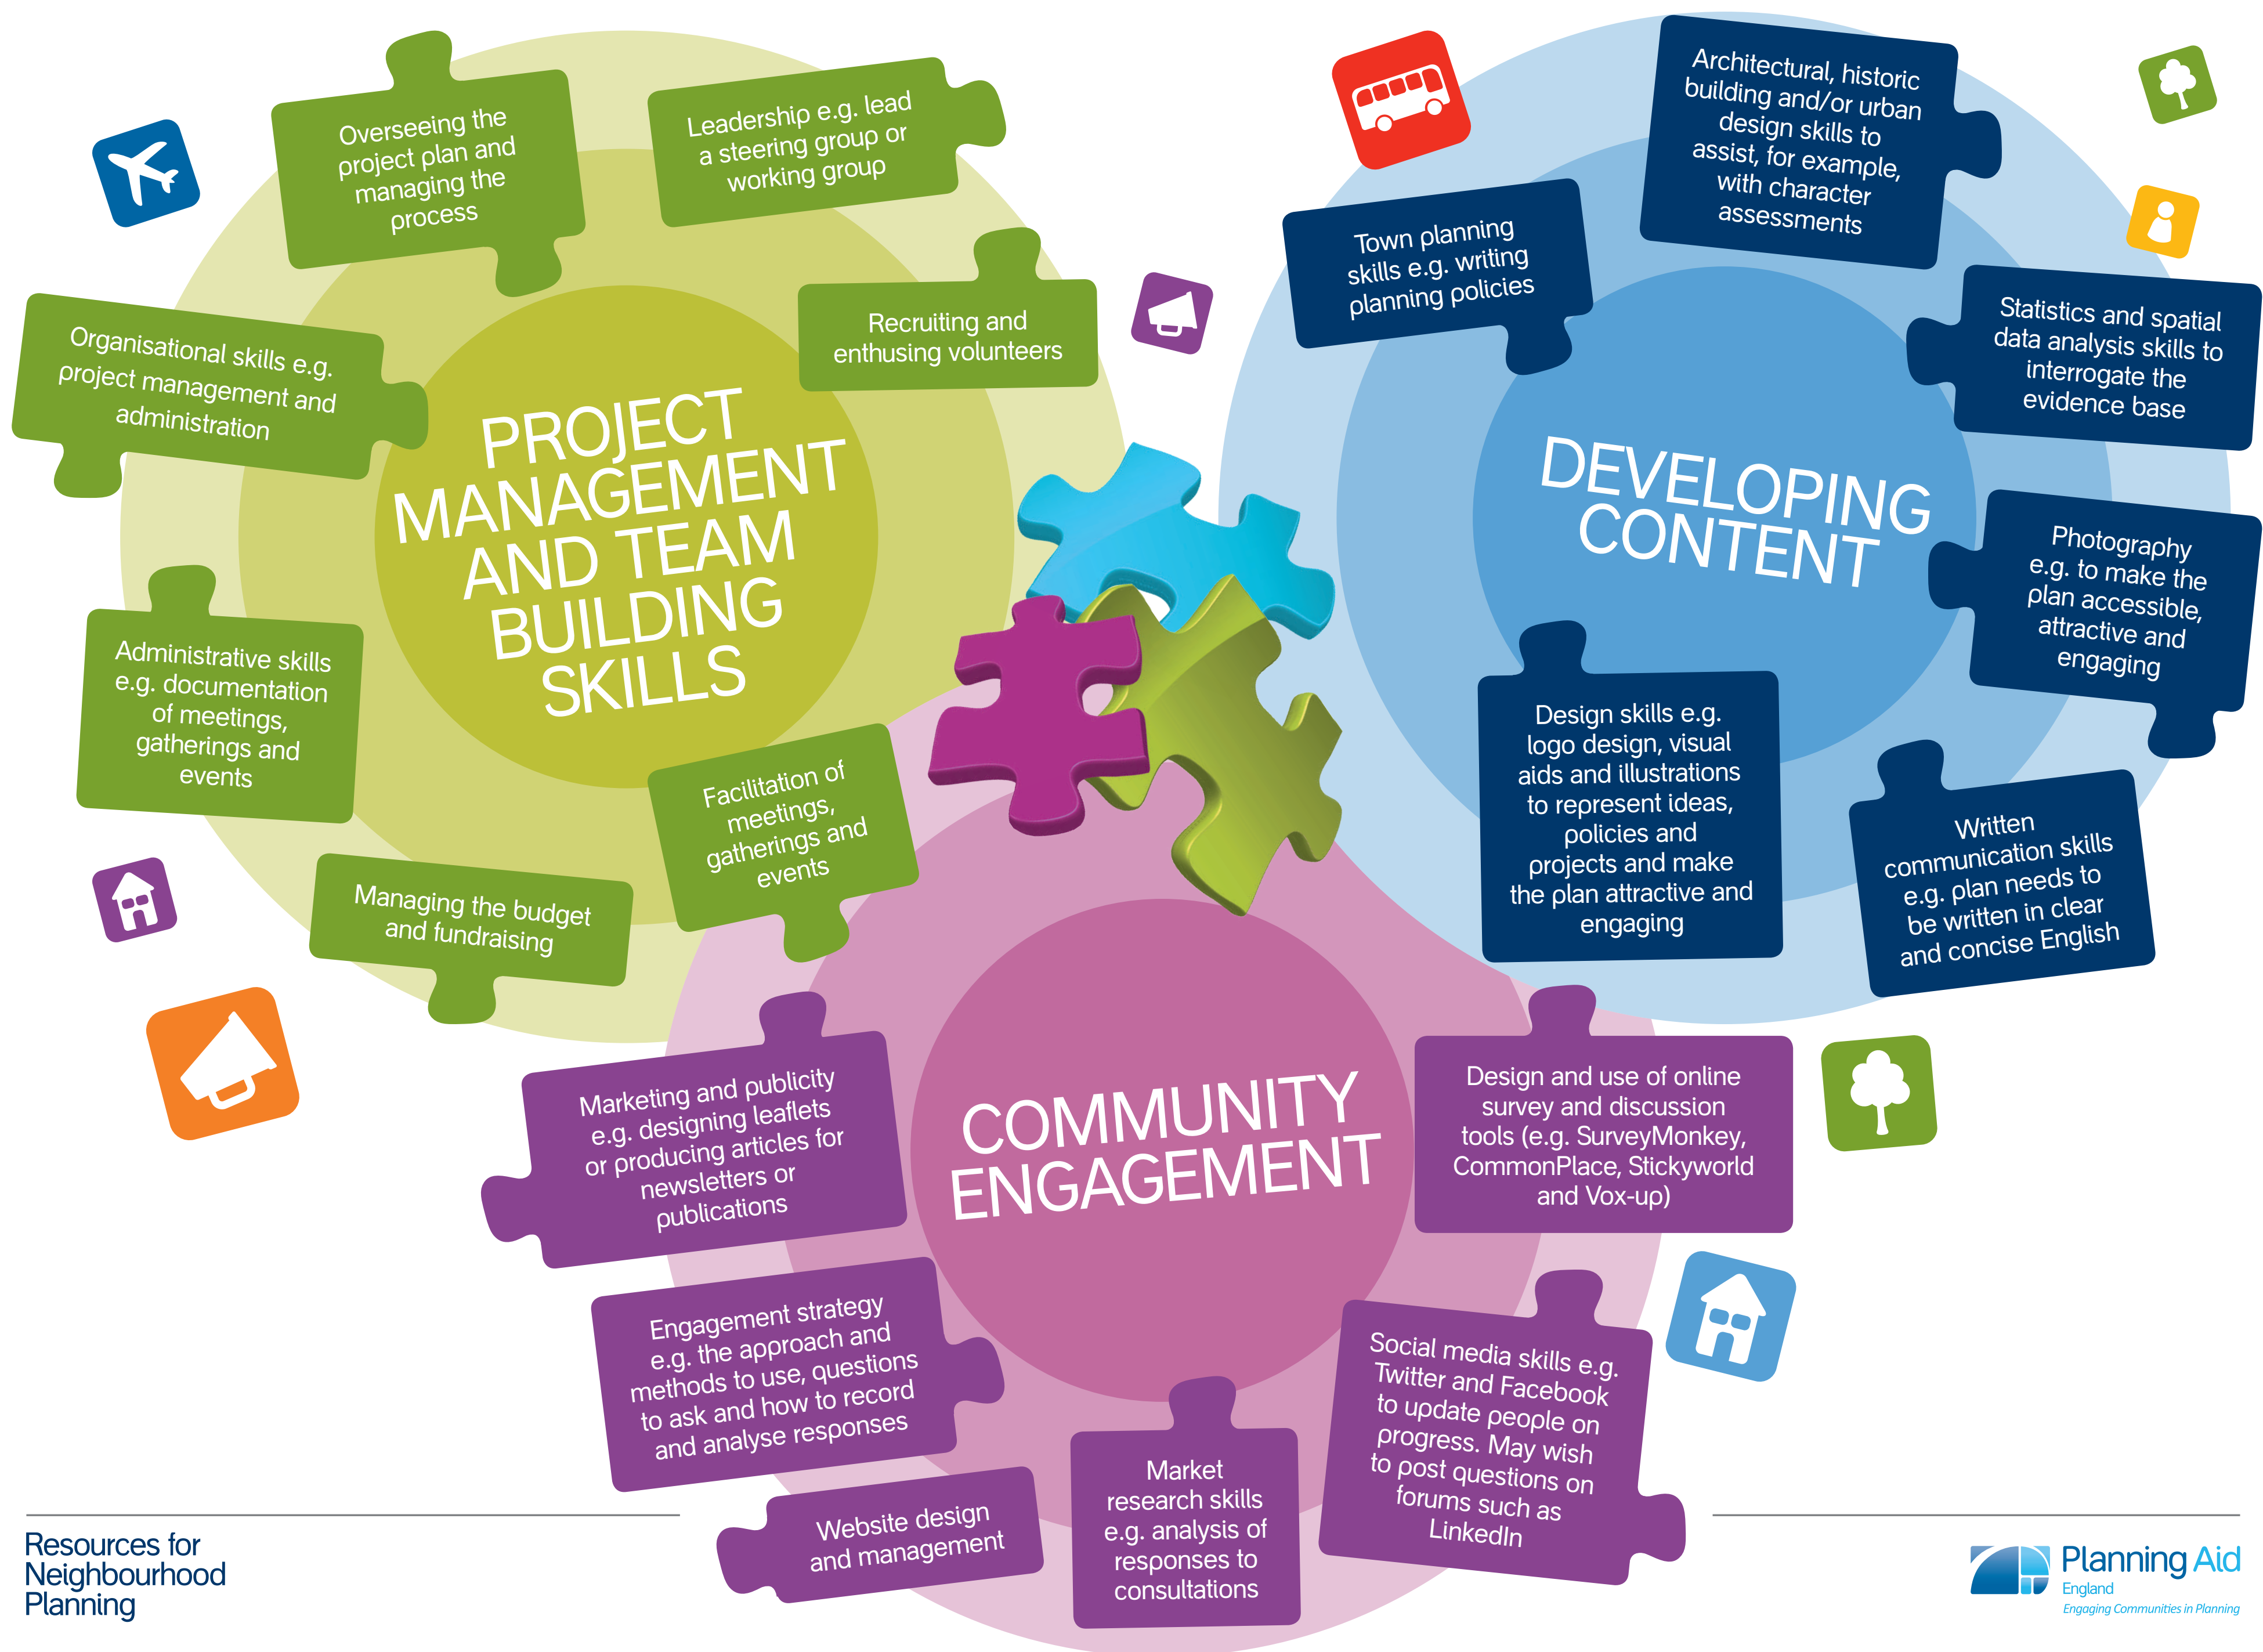 Overseeing the
project plan and
managing the
process
Leadership e.g. lead
a steering group or
working group
Recruiting and
enthusing volunteers
Organisational skills e.g.
project management and
administration
PROJECT
MANAGEMENT
AND TEAM
BUILDING
SKILLS
Administrative skills
e.g. documentation
of meetings,
gatherings and
events
Facilitation of
meetings,
gatherings and
events
Managing the budget
and fundraising
Architectural, historic
building and/or urban
design skills to
assist, for example,
with character
assessments
Town planning
skills e.g. writing
planning policies
Statistics and spatial
data analysis skills to
interrogate the
evidence base
DEVELOPING
CONTENT
Photography
e.g. to make the
plan accessible,
attractive and
engaging
Design skills e.g.
logo design, visual
aids and illustrations
to represent ideas,
policies and
projects and make
the plan attractive and
engaging
Written
communication skills
e.g. plan needs to
be written in clear
and concise English
Marketing and publicity
e.g. designing leaflets
or producing articles for
newsletters or
publications
COMMUNITY
ENGAGEMENT
Design and use of online
survey and discussion
tools (e.g. SurveyMonkey,
CommonPlace, Stickyworld
and Vox-up)
Engagement strategy
e.g. the approach and
methods to use, questions
to ask and how to record
and analyse responses
Social media skills e.g.
Twitter and Facebook
to update people on
progress. May wish
to post questions on
forums such as
LinkedIn
Market
research skills
e.g. analysis of
responses to
consultations
Website design
and management
Resources for
Neighbourhood
Planning
Planning Aid
England
Engaging Communities in Planning